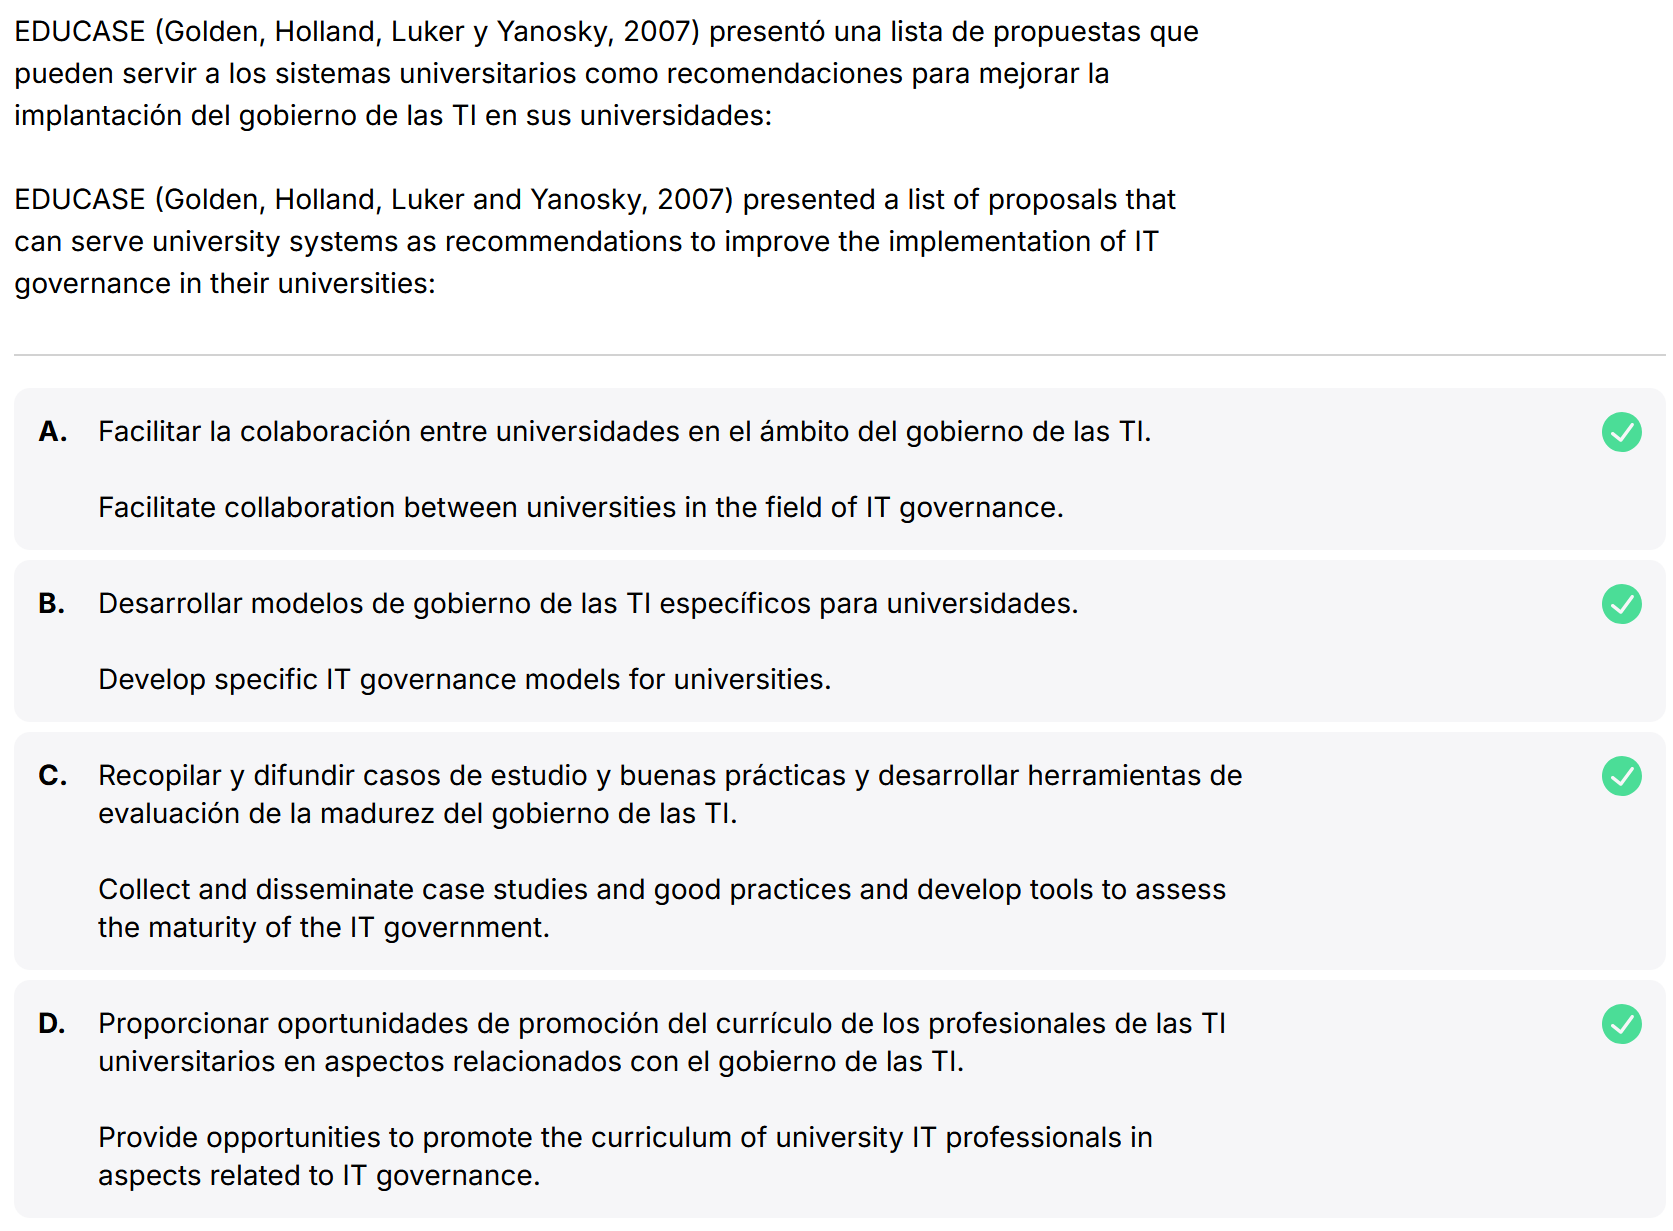 EDUCASE (Golden, Holland, Luker y Yanosky, 2007) presentó una lista de propuestas que
pueden servir a los sistemas universitarios como recomendaciones para mejorar la
implantación del gobierno de las TI en sus universidades:
EDUCASE (Golden, Holland, Luker and Yanosky, 2007) presented a list of proposals that
can serve university systems as recommendations to improve the implementation of IT
governance in their universities:
A. Facilitar la colaboración entre universidades en el ámbito del gobierno de las TI.
Facilitate collaboration between universities in the field of IT governance.
B. Desarrollar modelos de gobierno de las TI específicos para universidades.
Develop specific IT governance models for universities.
C. Recopilar y difundir casos de estudio y buenas prácticas y desarrollar herramientas de
evaluación de la madurez del gobierno de las TI.
Collect and disseminate case studies and good practices and develop tools to assess
the maturity of the IT government.
D. Proporcionar oportunidades de promoción del currículo de los profesionales de las TI
universitarios en aspectos relacionados con el gobierno de las TI.
Provide opportunities to promote the curriculum of university IT professionals in
aspects related to IT governance.